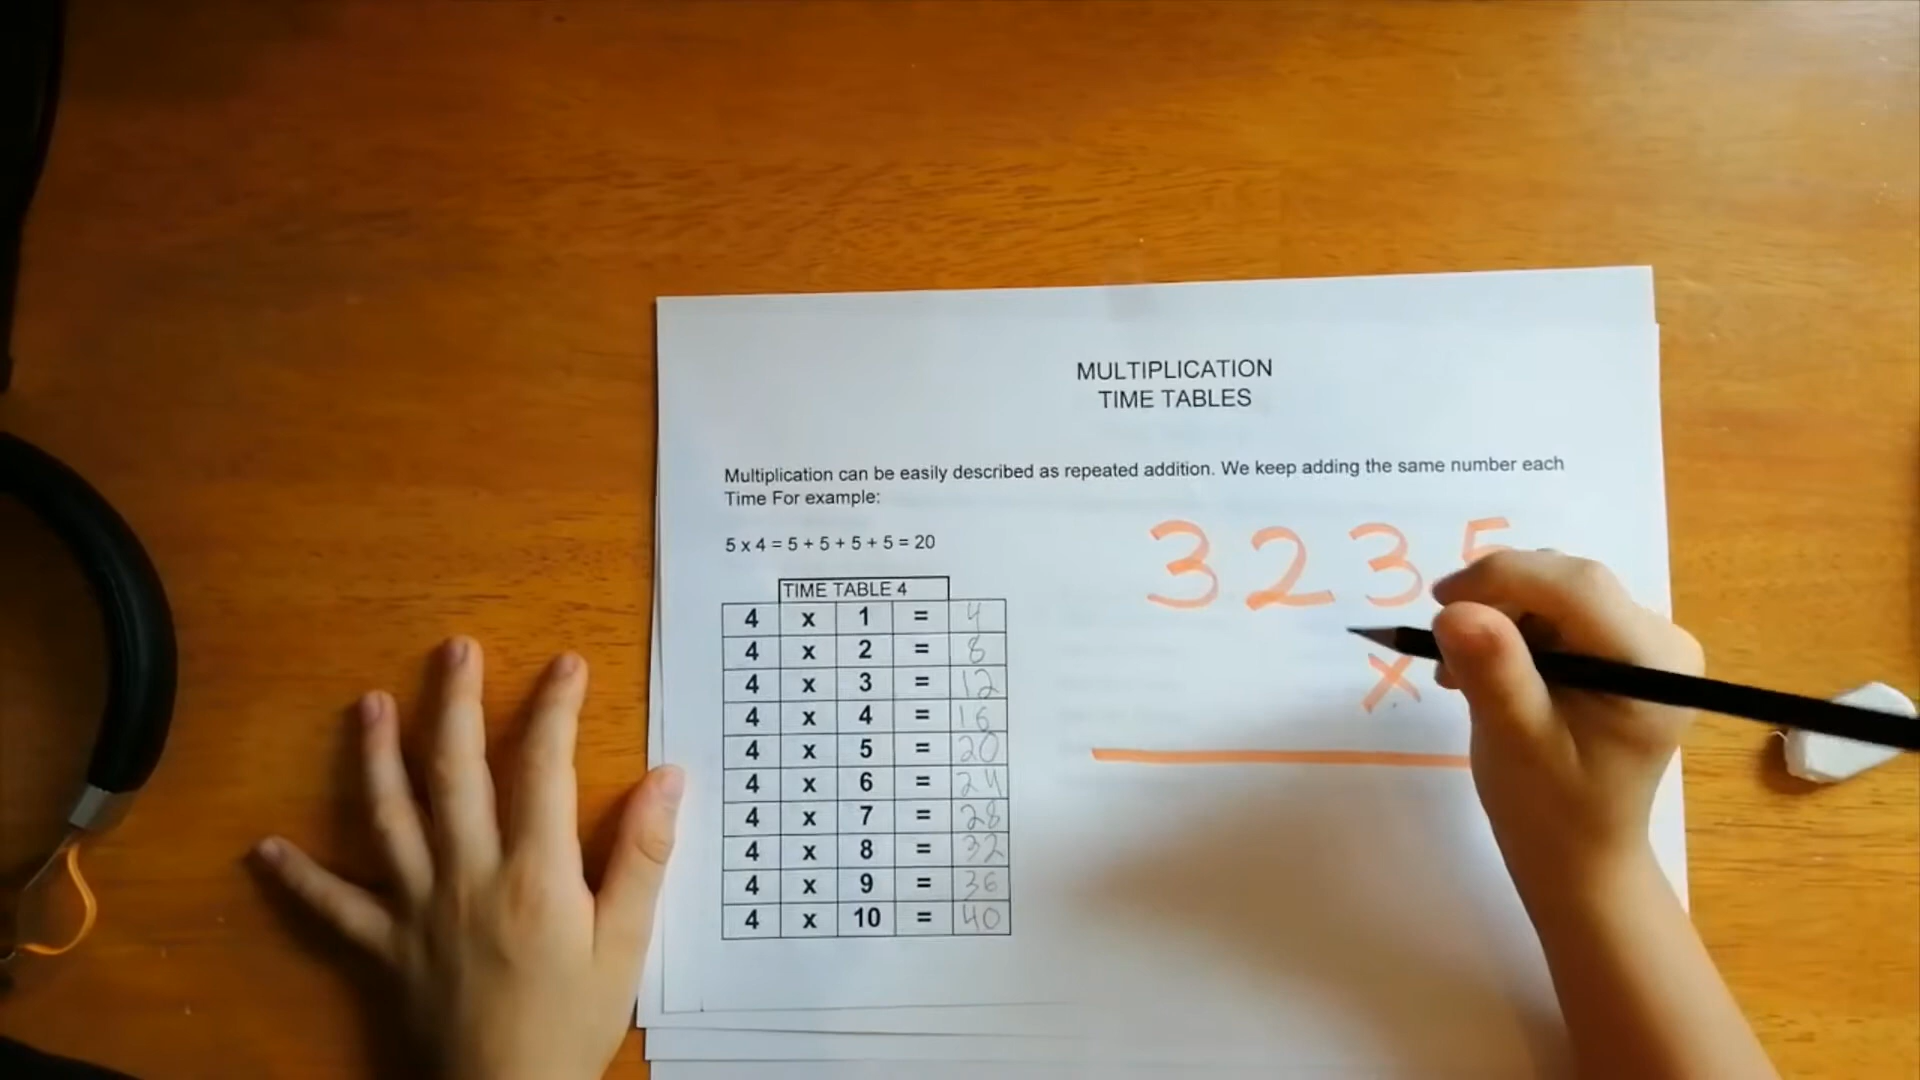 MULTIPLICATION
TIME TABLES
Multiplication can be easily described as repeated addition. We keep adding the same number each
Time For example:
5 x 4 = 5 + 5 + 5 + 5 = 20
3235
x
TIME TABLE 4
4 x 1 = 4
4 x 2 = 8
4 x 3 = 12
4 x 4 = 16
4 x 5 = 20
4 x 6 = 24
4 x 7 = 28
4 x 8 = 32
4 x 9 = 36
4 x 10 = 40